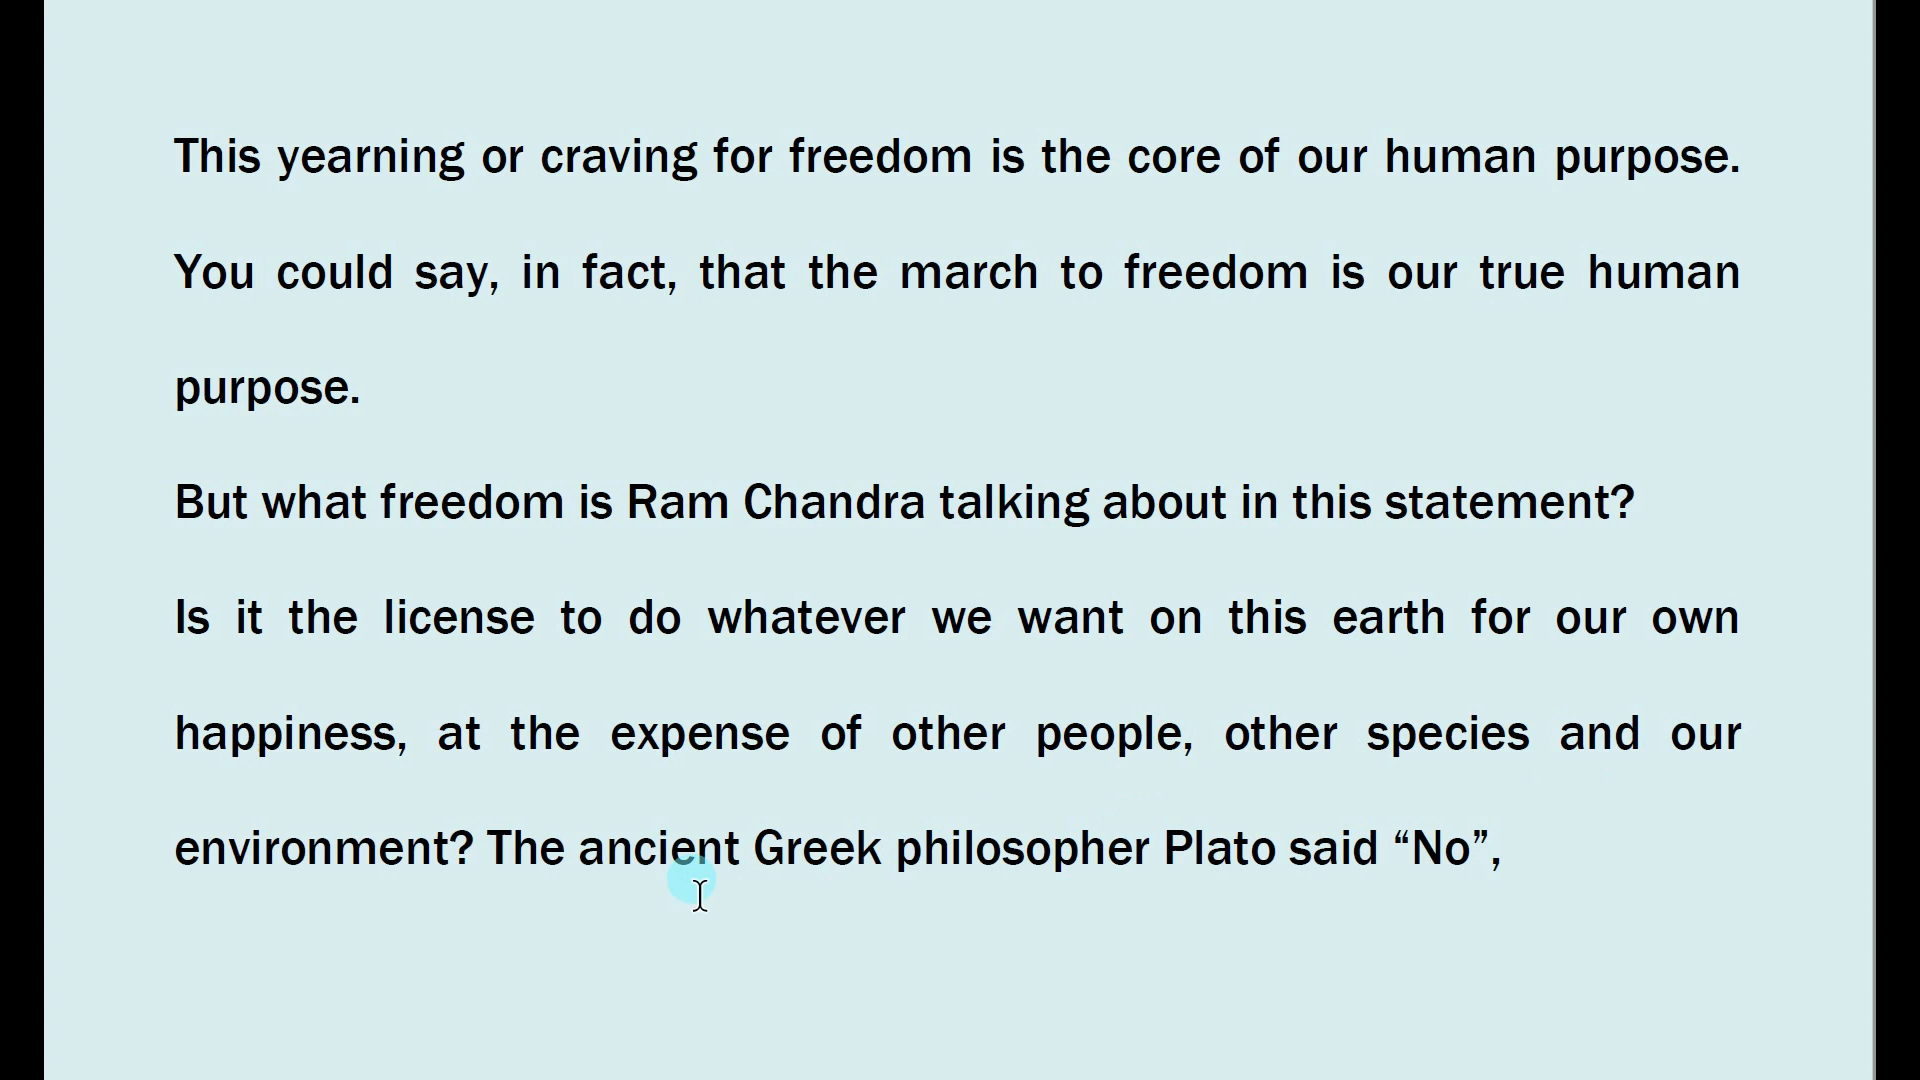 This yearning or craving for freedom is the core of our human purpose.
You could say, in fact, that the march to freedom is our true human
purpose.
But what freedom is Ram Chandra talking about in this statement?
Is it the license to do whatever we want on this earth for our own
happiness, at the expense of other people, other species and our
environment? The ancient Greek philosopher Plato said “No”,